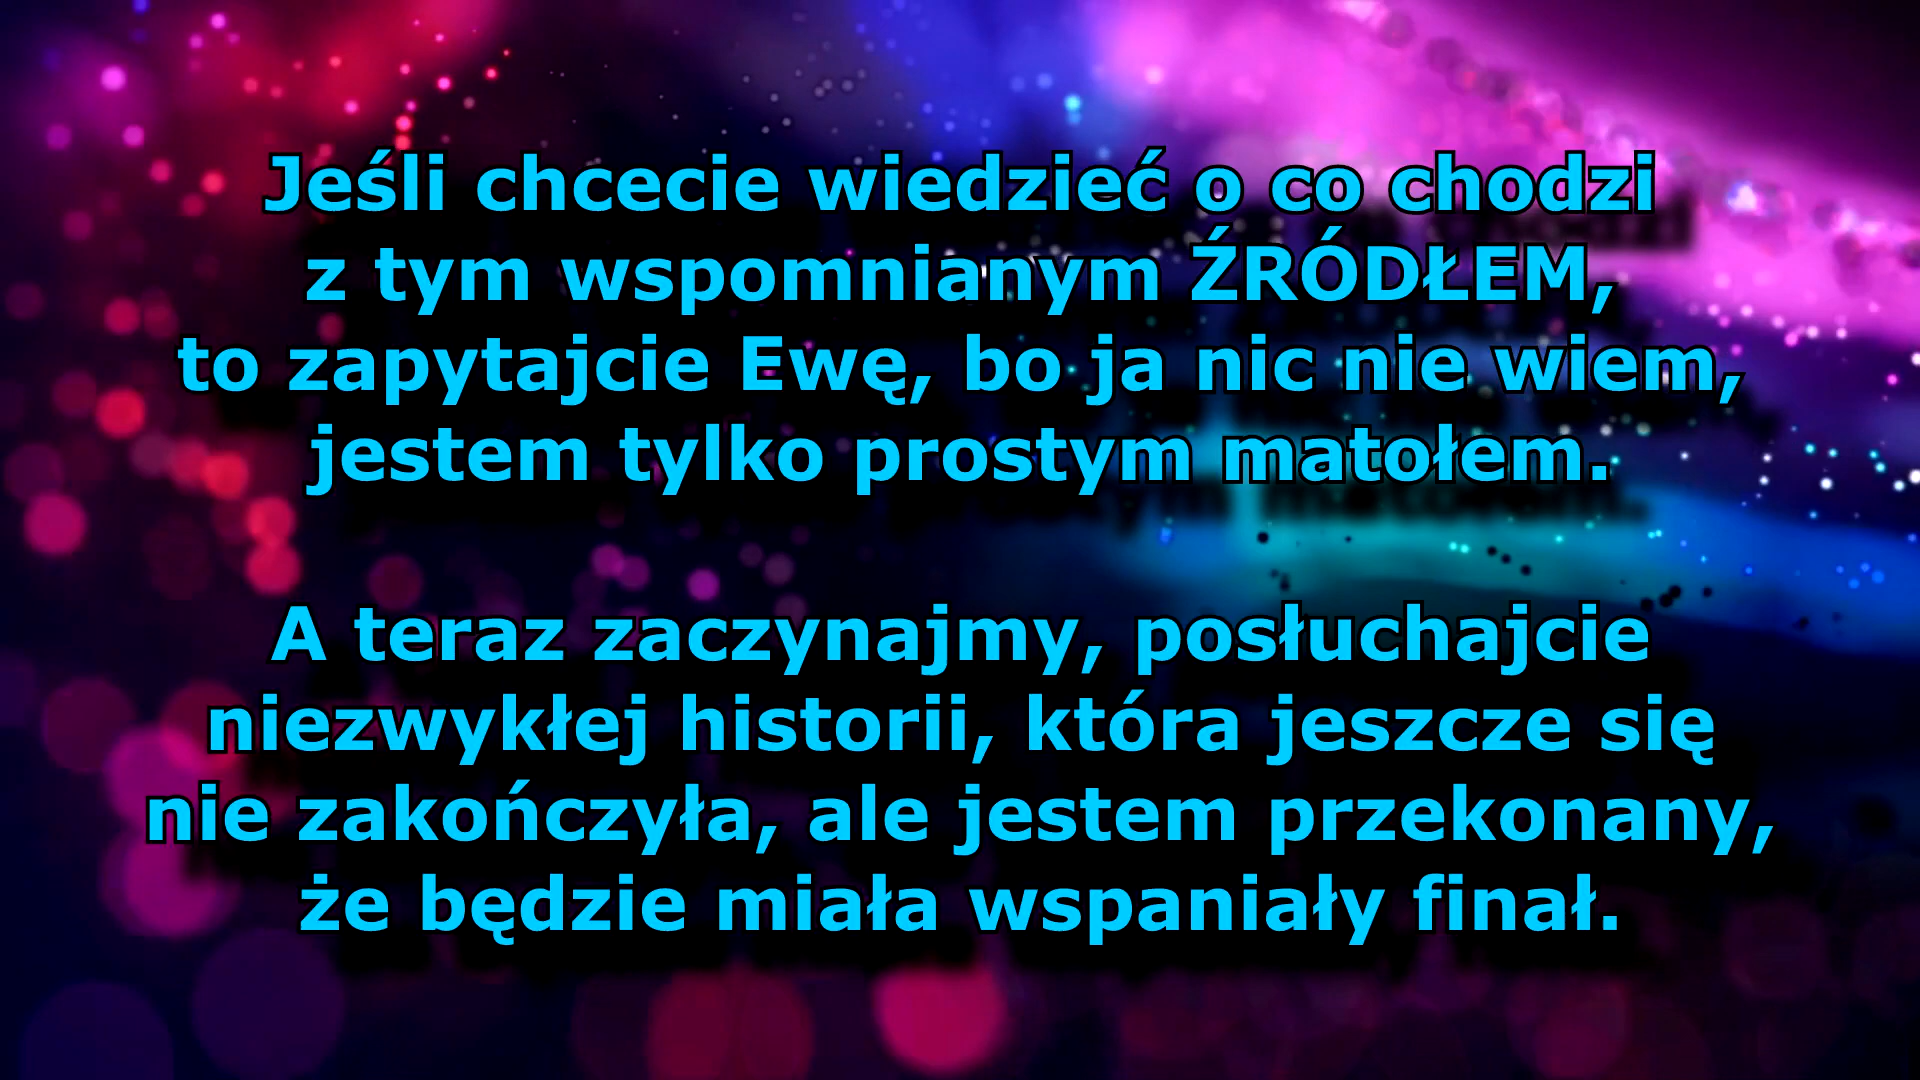 Jeśli chcecie wiedzieć o co chodzi
z tym wspomnianym ŹRÓDŁEM,
to zapytajcie Ewę, bo ja nic nie wiem,
jestem tylko prostym matołem.
A teraz zaczynajmy, posłuchajcie
niezwykłej historii, która jeszcze się
nie zakończyła, ale jestem przekonany,
że będzie miała wspaniały finał.